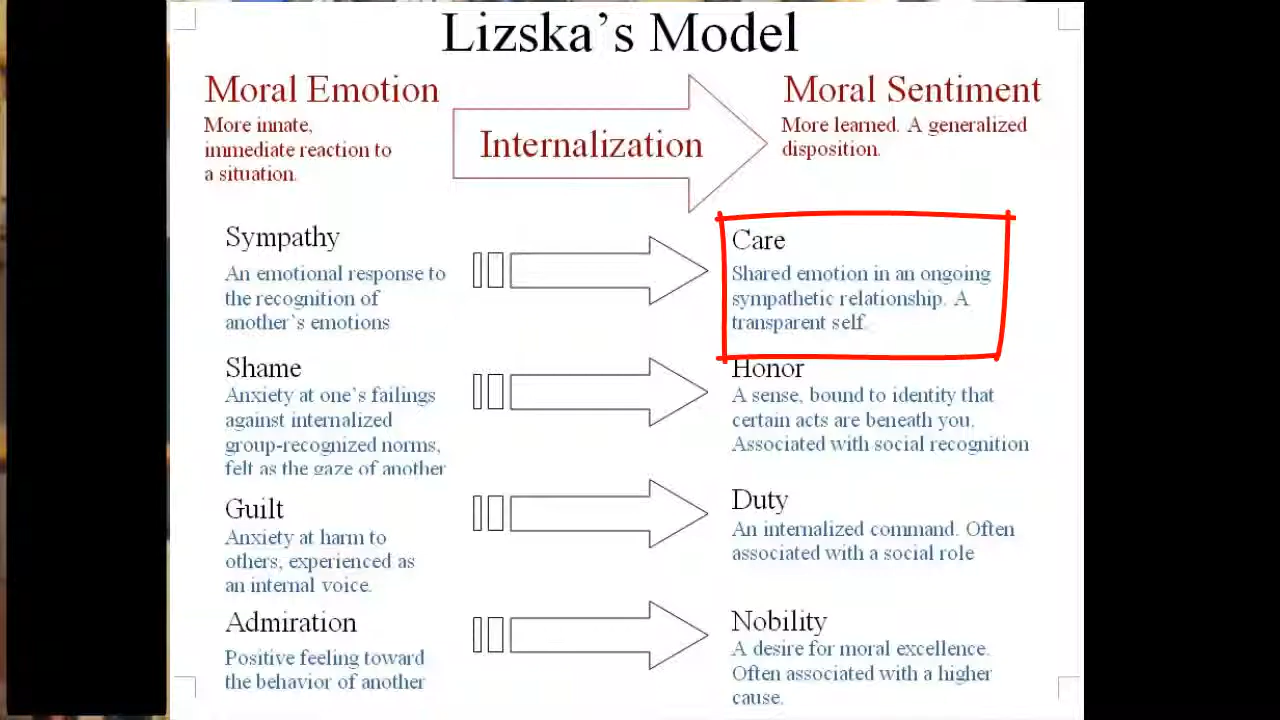 Lizska's Model
Moral Emotion
More innate,
immediate reaction to
a situation.
Internalization
Moral Sentiment
More learned. A generalized
disposition.
Sympathy
An emotional response to
the recognition of
another's emotions
Care
Shared emotion in an ongoing
sympathetic relationship. A
transparent self.
Shame
Anxiety at one's failings
against internalized
group-recognized norms,
felt as the gaze of another
Honor
A sense, bound to identity that
certain acts are beneath you.
Associated with social recognition
Guilt
Anxiety at harm to
others, experienced as
an internal voice.
Duty
An internalized command. Often
associated with a social role
Admiration
Positive feeling toward
the behavior of another
Nobility
A desire for moral excellence.
Often associated with a higher
cause.